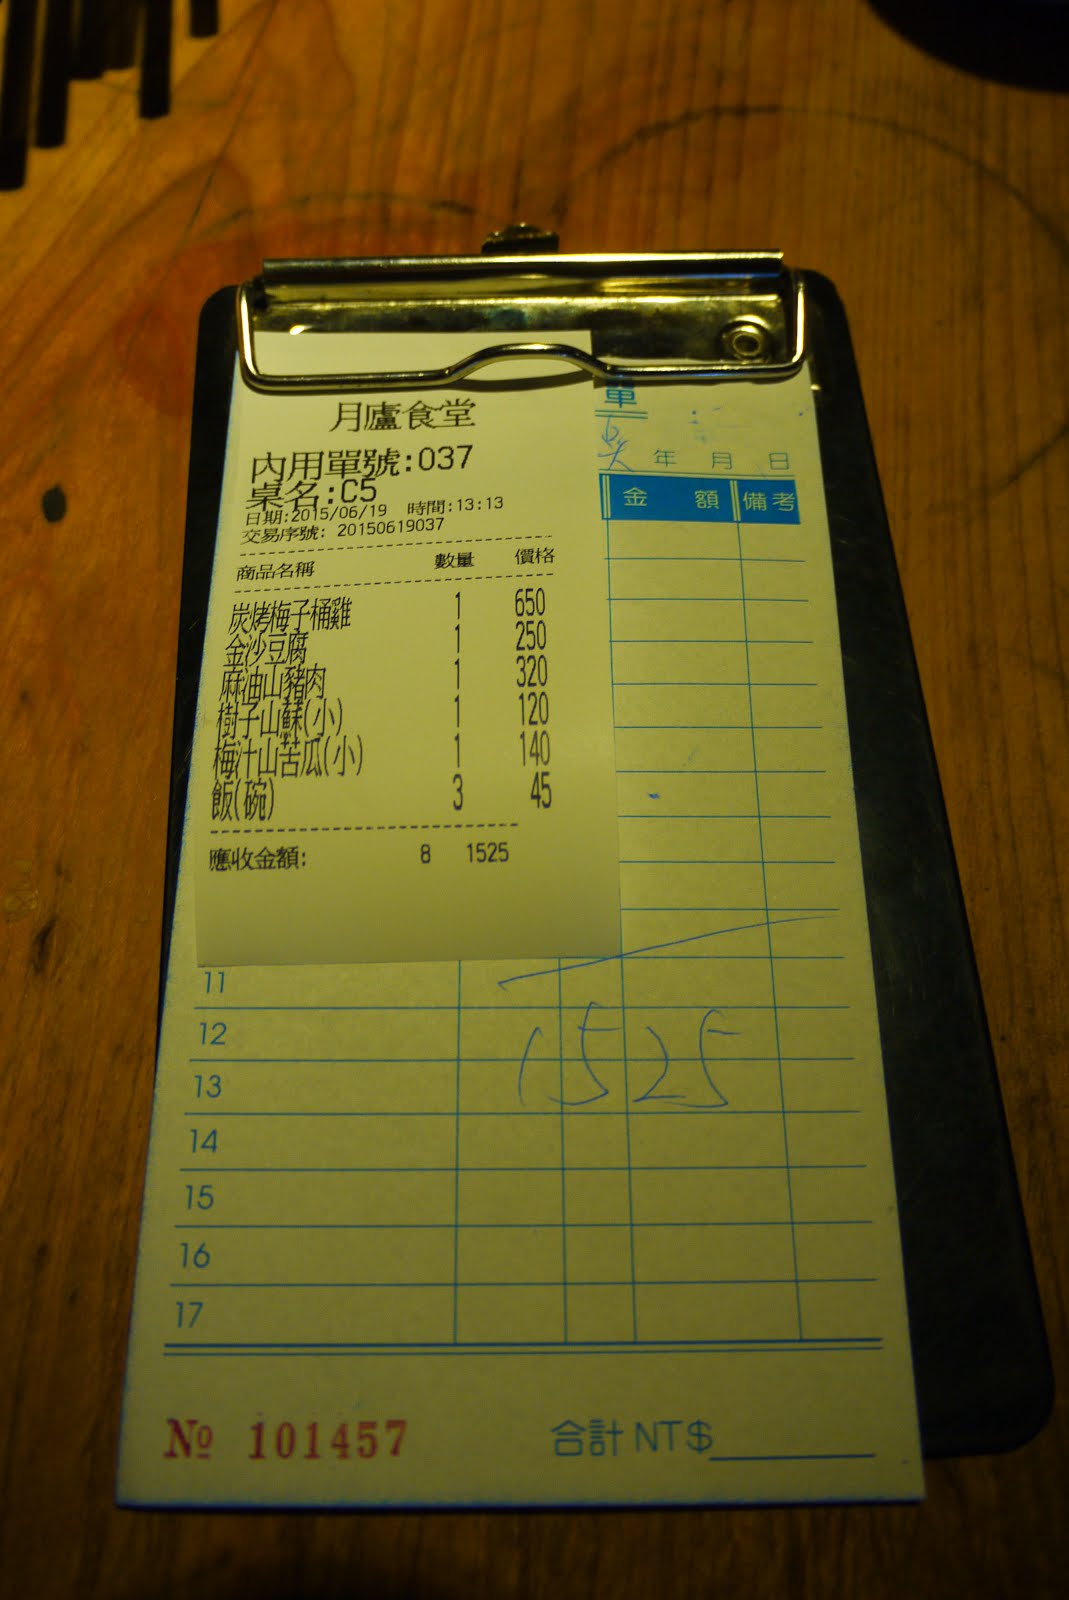 月廬食堂
內用單號:037
桌名:C5
日期:2015/06/19 時間:13:13
交易序號: 20150619037
商品名稱 數量 價格
炭烤梅子桶雞 1 650
金沙豆腐 1 250
麻油山豬肉 1 320
樹子山蘇(小) 1 120
梅汁山苦瓜(小) 1 140
飯(碗) 3 45
應收金額: 8 1525
單
年 月 日
金額 備考
11
12
1525
13
14
15
16
17
№ 101457 合計 NT$